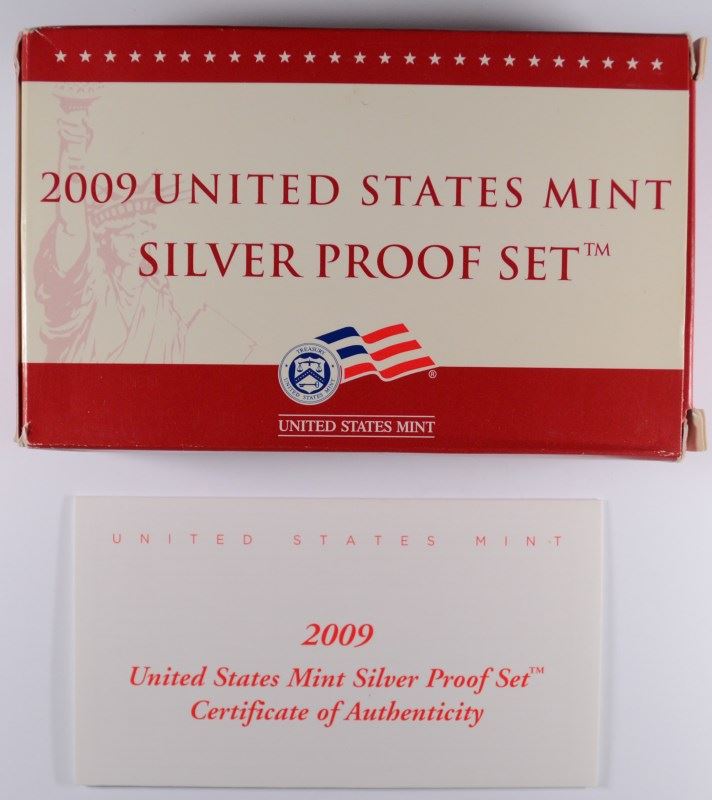 2009 UNITED STATES MINT
SILVER PROOF SET™
TREASURY
UNITED STATES MINT
®
UNITED STATES MINT
UNITED STATES MINT
2009
United States Mint Silver Proof Set™
Certificate of Authenticity